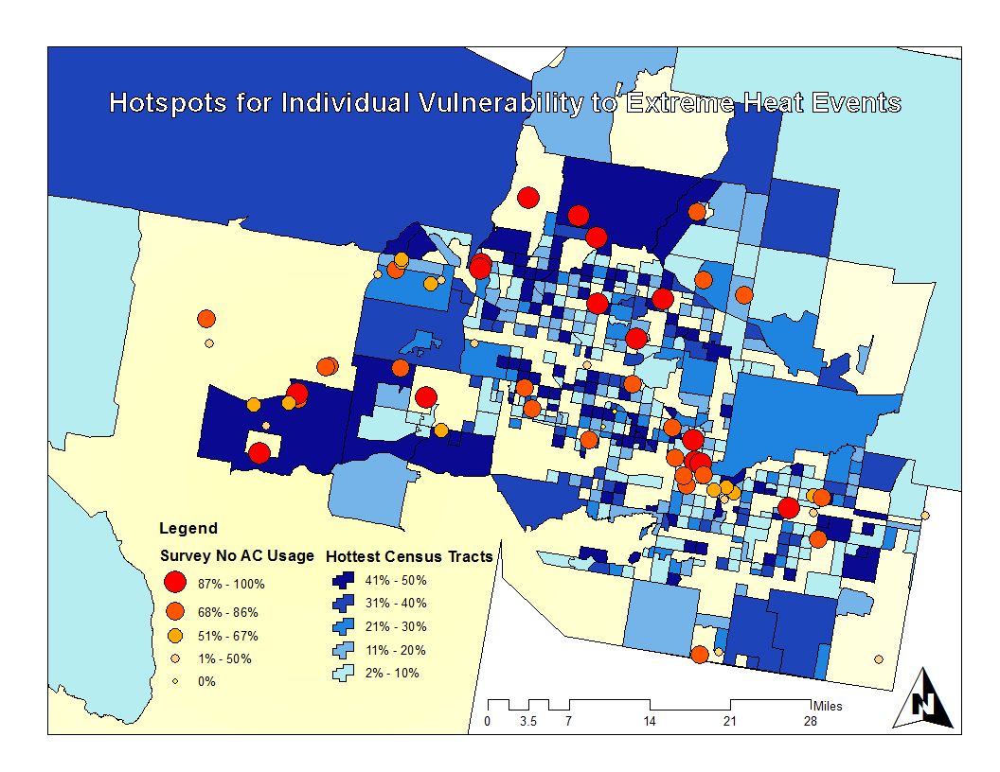 Hotspots for Individual Vulnerability to Extreme Heat Events
Legend
Survey No AC Usage
87% - 100%
68% - 86%
51% - 67%
1% - 50%
0%
Hottest Census Tracts
41% - 50%
31% - 40%
21% - 30%
11% - 20%
2% - 10%
Miles
0 3.5 7 14 21 28
N